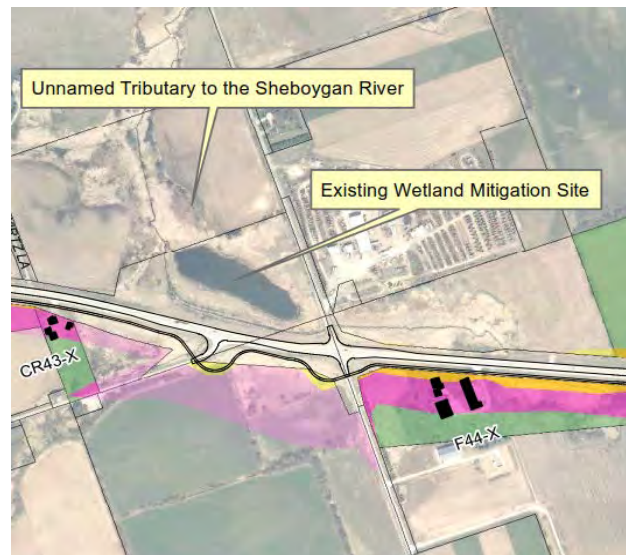 Unnamed Tributary to the Sheboygan River
Existing Wetland Mitigation Site
CR43-X
F44-X